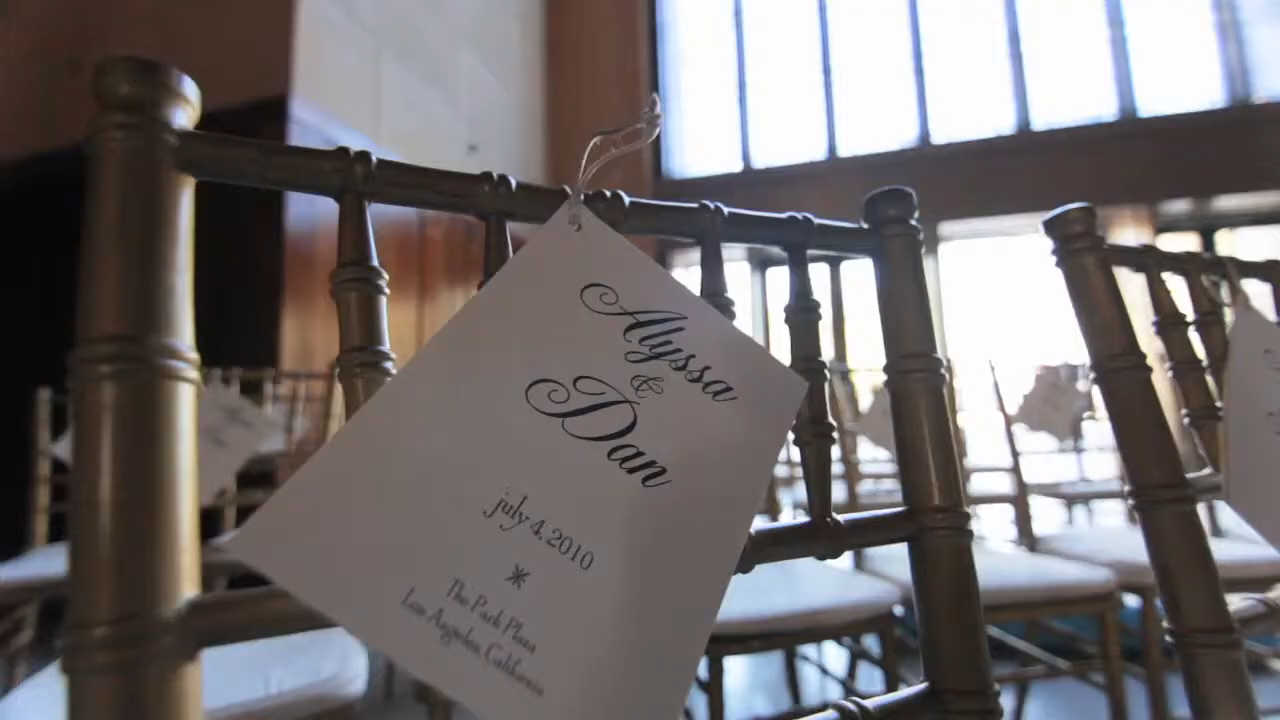 Alyssa
&
Dan
july 4, 2010
The Park Plaza
Los Angeles, California